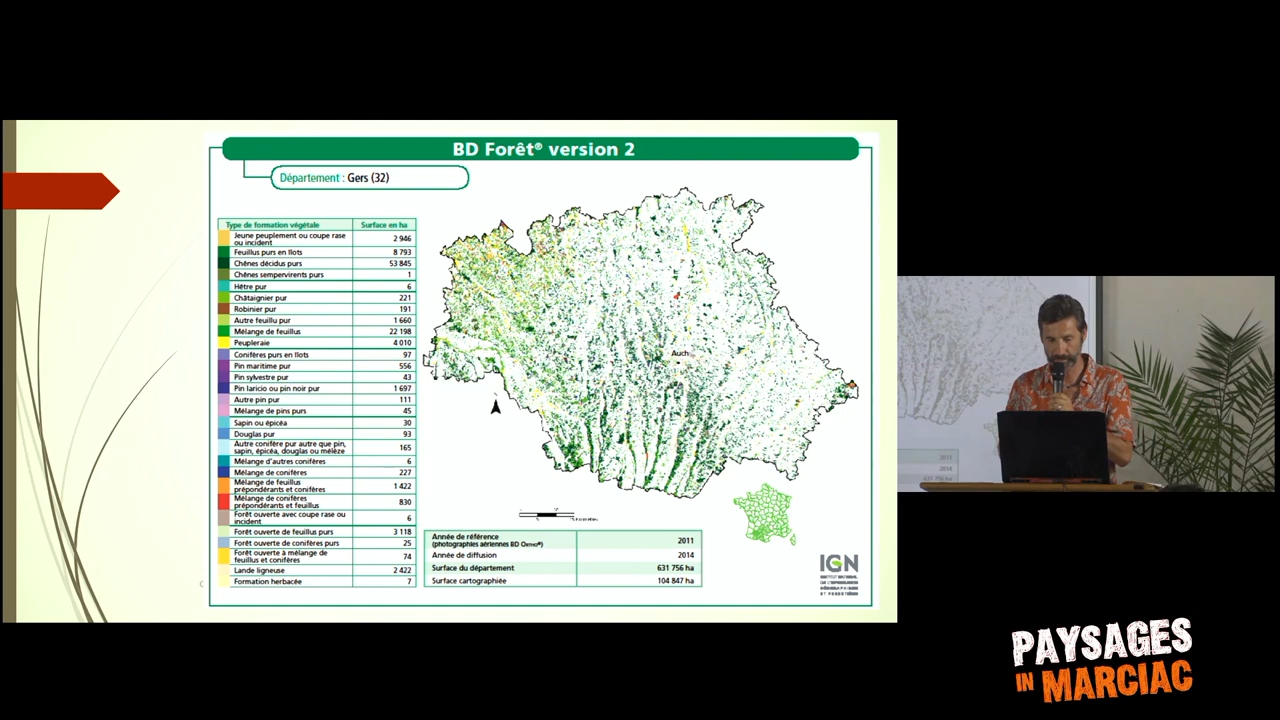 BD Forêt® version 2
Département : Gers (32)
Type de formation végétale Surface en ha
Jeune peuplement ou coupe rase
ou incident 2 946
Feuillus purs en îlots 8 793
Chênes décidus purs 53 845
Chênes sempervirents purs 1
Hêtre pur 6
Châtaignier pur 221
Robinier pur 191
Autre feuillu pur 1 660
Mélange de feuillus 22 198
Peupleraie 4 010
Conifères purs en îlots 97
Pin maritime pur 556
Pin sylvestre pur 43
Pin laricio ou pin noir pur 1 697
Autre pin pur 111
Mélange de pins purs 45
Sapin ou épicéa 30
Douglas pur 93
Autre conifère pur autre que pin,
sapin, épicéa, douglas ou mélèze 165
Mélange d'autres conifères 6
Mélange de conifères 227
Mélange de feuillus
prépondérants et conifères 1 422
Mélange de conifères
prépondérants et feuillus 830
Forêt ouverte avec coupe rase ou
incident 6
Forêt ouverte de feuillus purs 3 118
Forêt ouverte de conifères purs 25
Forêt ouverte à mélange de
feuillus et conifères 74
Lande ligneuse 2 422
Formation herbacée 7
Auch
Année de référence
(photographies aériennes BD ORTHO®) 2011
Année de diffusion 2014
Surface du département 631 756 ha
Surface cartographiée 104 847 ha
IGN
2011
2014
631 756 ha
PAYSAGES
IN MARCIAC